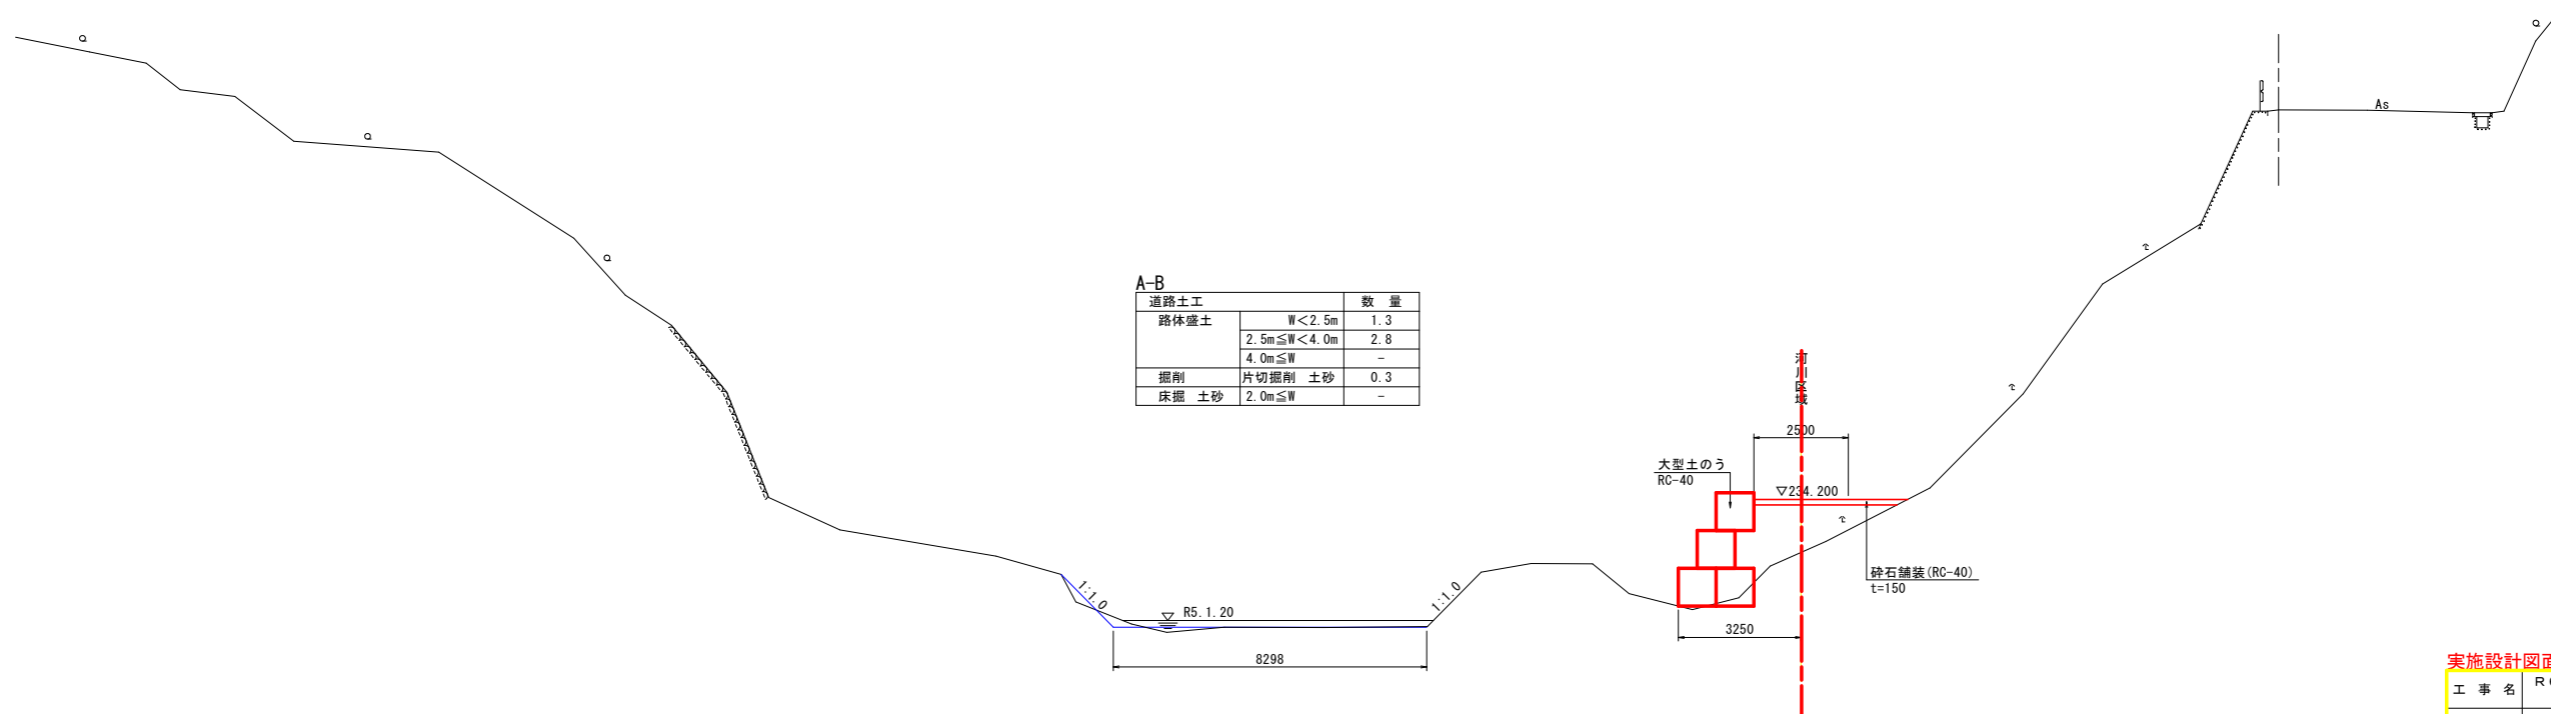 As
A-B
道路土工 数 量
路体盛土 W<2.5m 1.3
2.5m≦W<4.0m 2.8
4.0m≦W -
掘削 片切掘削 土砂 0.3
床掘 土砂 2.0m≦W -
河川区域
2500
大型土のう
RC-40
▽234.200
1:1.0
R5.1.20
1:1.0
砕石舗装(RC-40)
t=150
3250
8298
実施設計図面
工 事 名